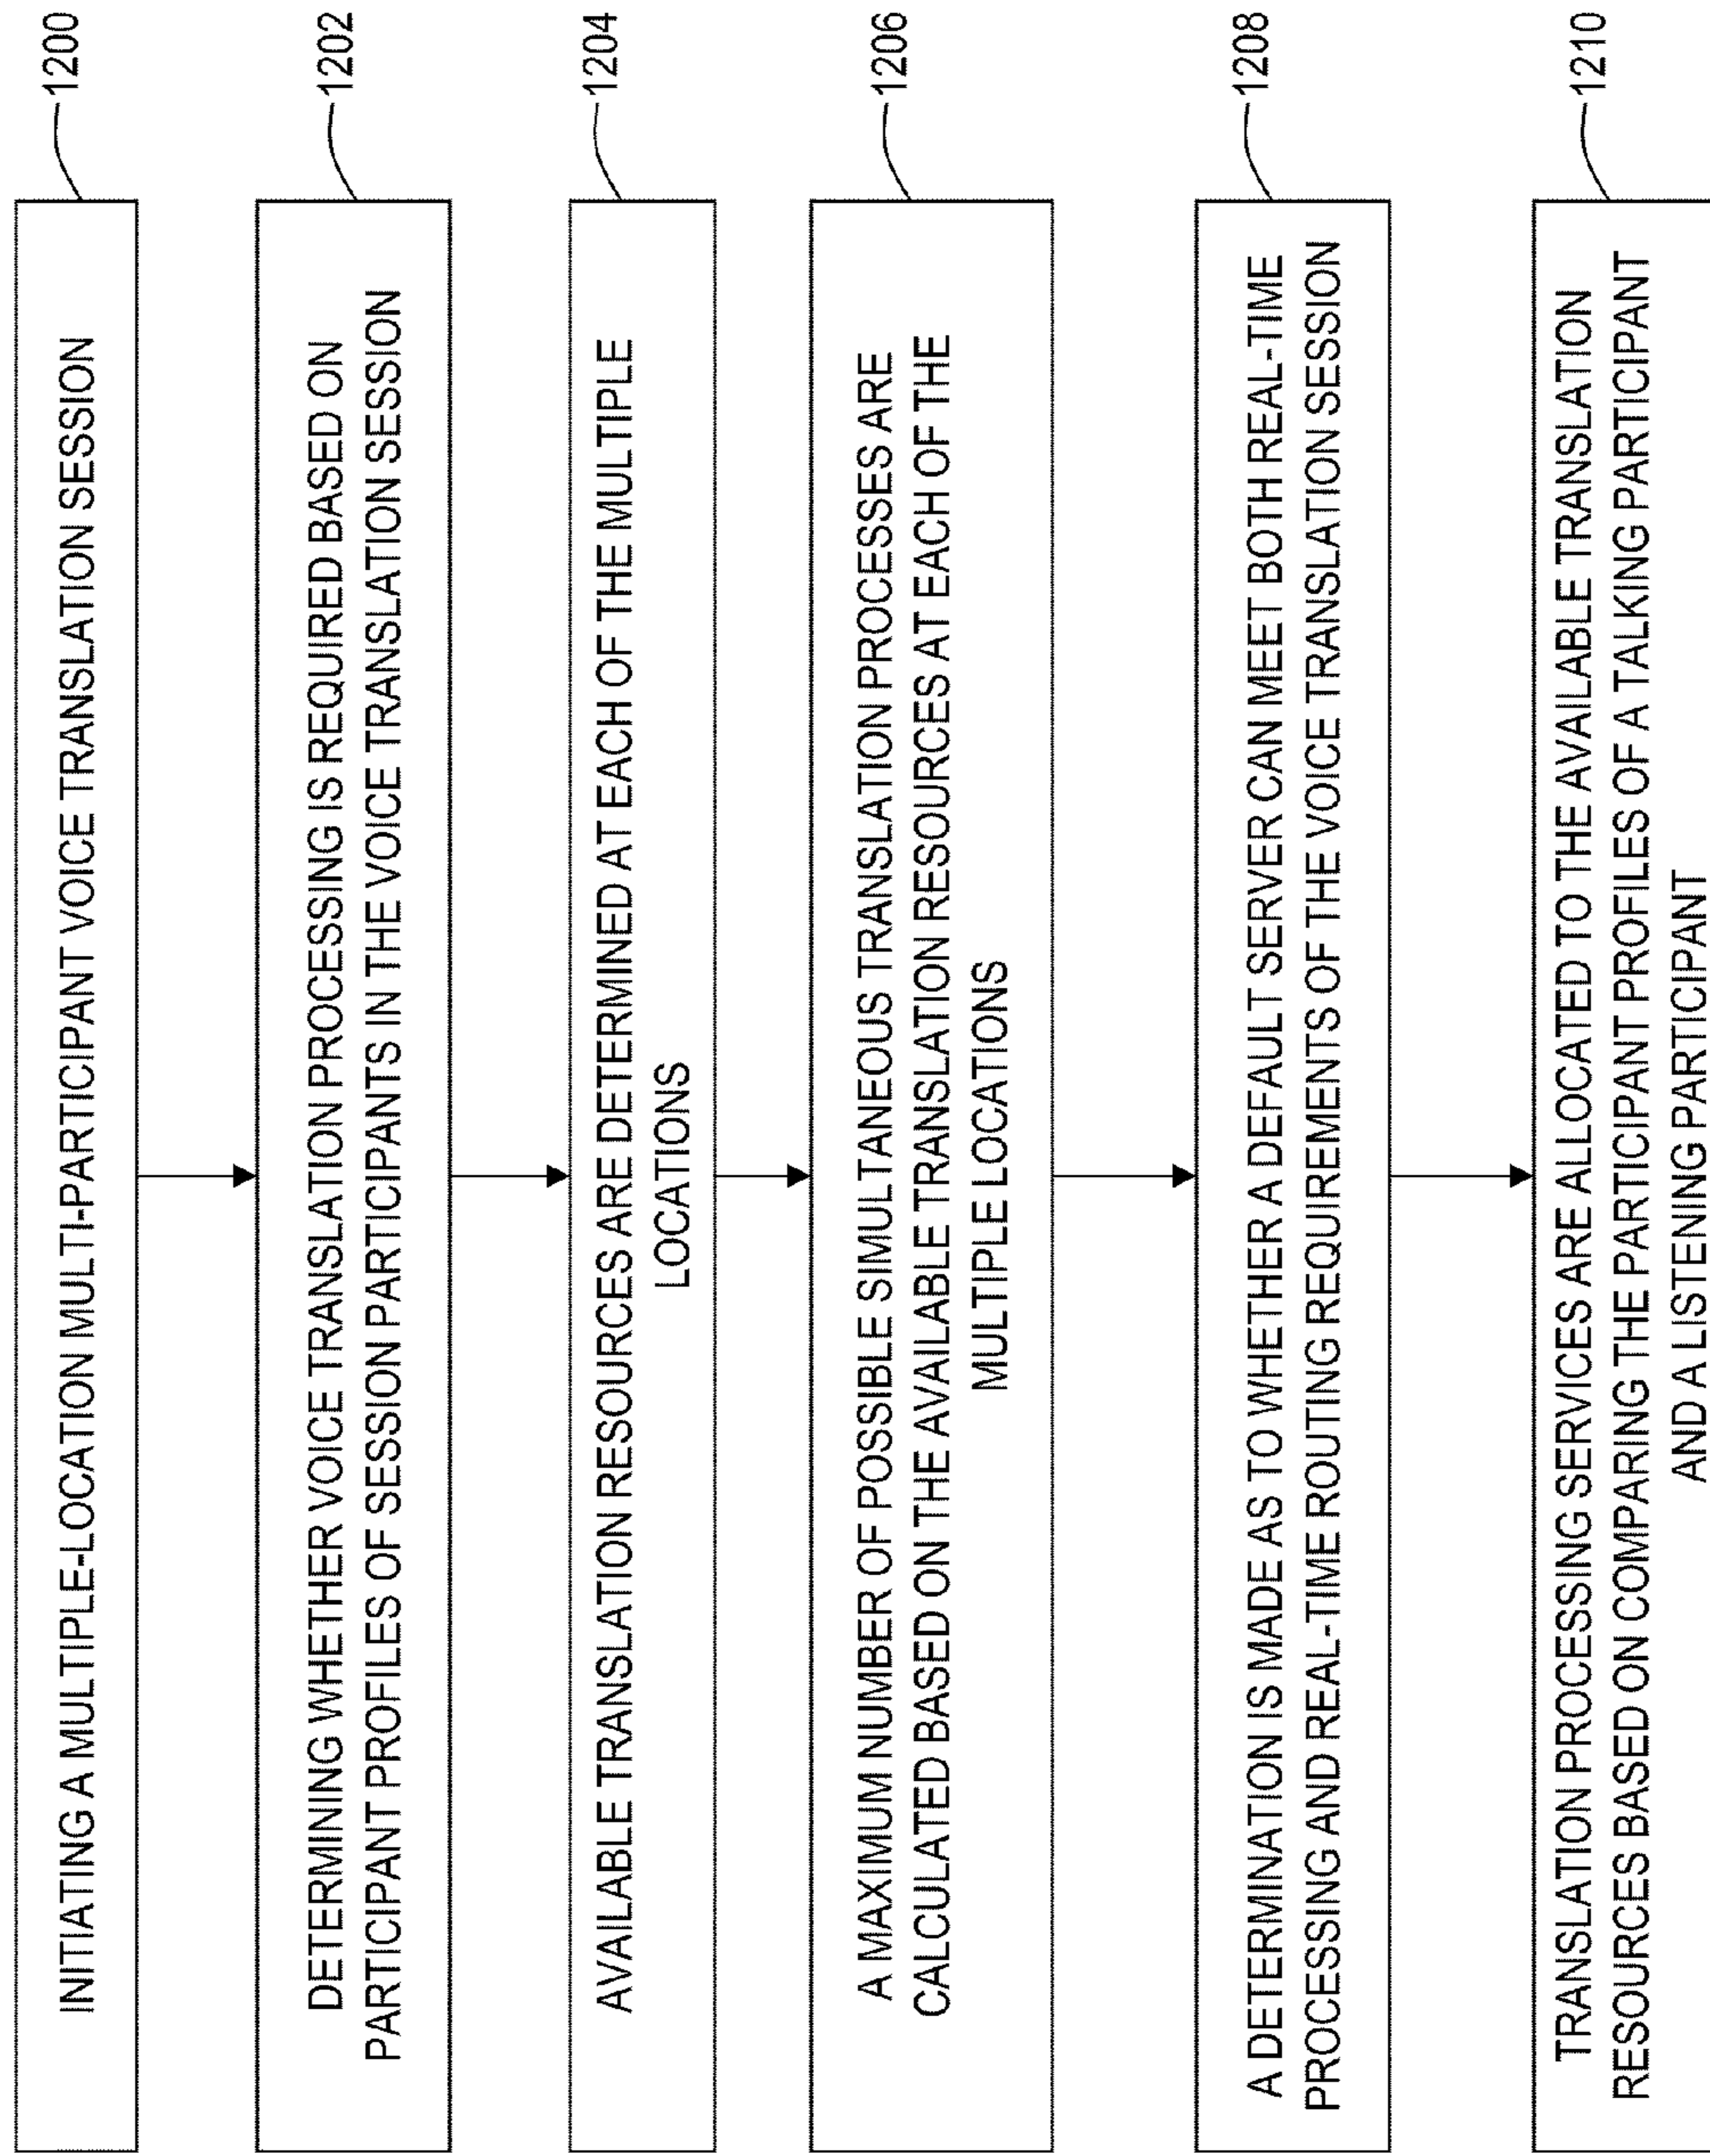 INITIATING A MULTIPLE-LOCATION MULTI-PARTICIPANT VOICE TRANSLATION SESSION
1200
DETERMINING WHETHER VOICE TRANSLATION PROCESSING IS REQUIRED BASED ON
PARTICIPANT PROFILES OF SESSION PARTICIPANTS IN THE VOICE TRANSLATION SESSION
1202
AVAILABLE TRANSLATION RESOURCES ARE DETERMINED AT EACH OF THE MULTIPLE
LOCATIONS
1204
A MAXIMUM NUMBER OF POSSIBLE SIMULTANEOUS TRANSLATION PROCESSES ARE
CALCULATED BASED ON THE AVAILABLE TRANSLATION RESOURCES AT EACH OF THE
MULTIPLE LOCATIONS
1206
A DETERMINATION IS MADE AS TO WHETHER A DEFAULT SERVER CAN MEET BOTH REAL-TIME
PROCESSING AND REAL-TIME ROUTING REQUIREMENTS OF THE VOICE TRANSLATION SESSION
1208
TRANSLATION PROCESSING SERVICES ARE ALLOCATED TO THE AVAILABLE TRANSLATION
RESOURCES BASED ON COMPARING THE PARTICIPANT PROFILES OF A TALKING PARTICIPANT
AND A LISTENING PARTICIPANT
1210